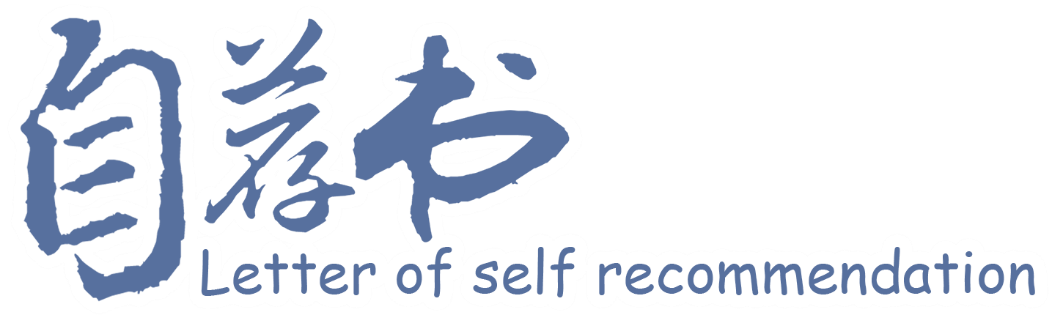 自荐书
Letter of self recommendation